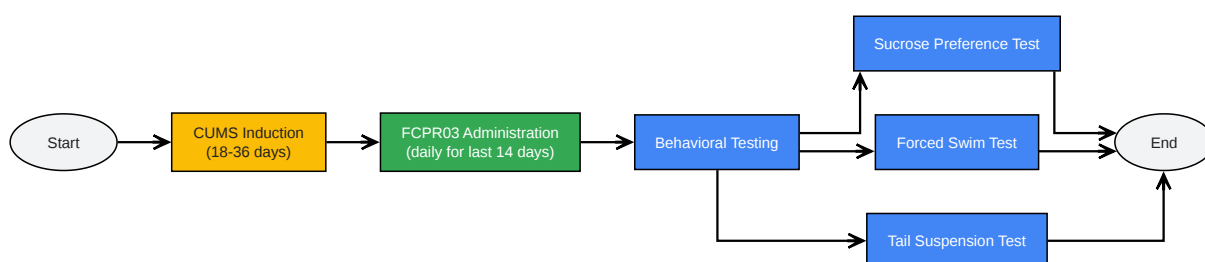 Start
CUMS Induction
(18-36 days)
FCPR03 Administration
(daily for last 14 days)
Behavioral Testing
Sucrose Preference Test
Forced Swim Test
Tail Suspension Test
End